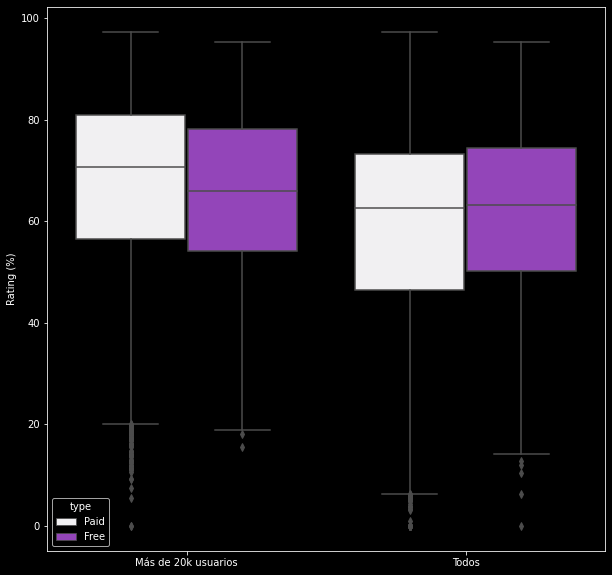 100
80
60
40
20
0
Rating (%)
type
Paid
Free
Más de 20k usuarios
Todos